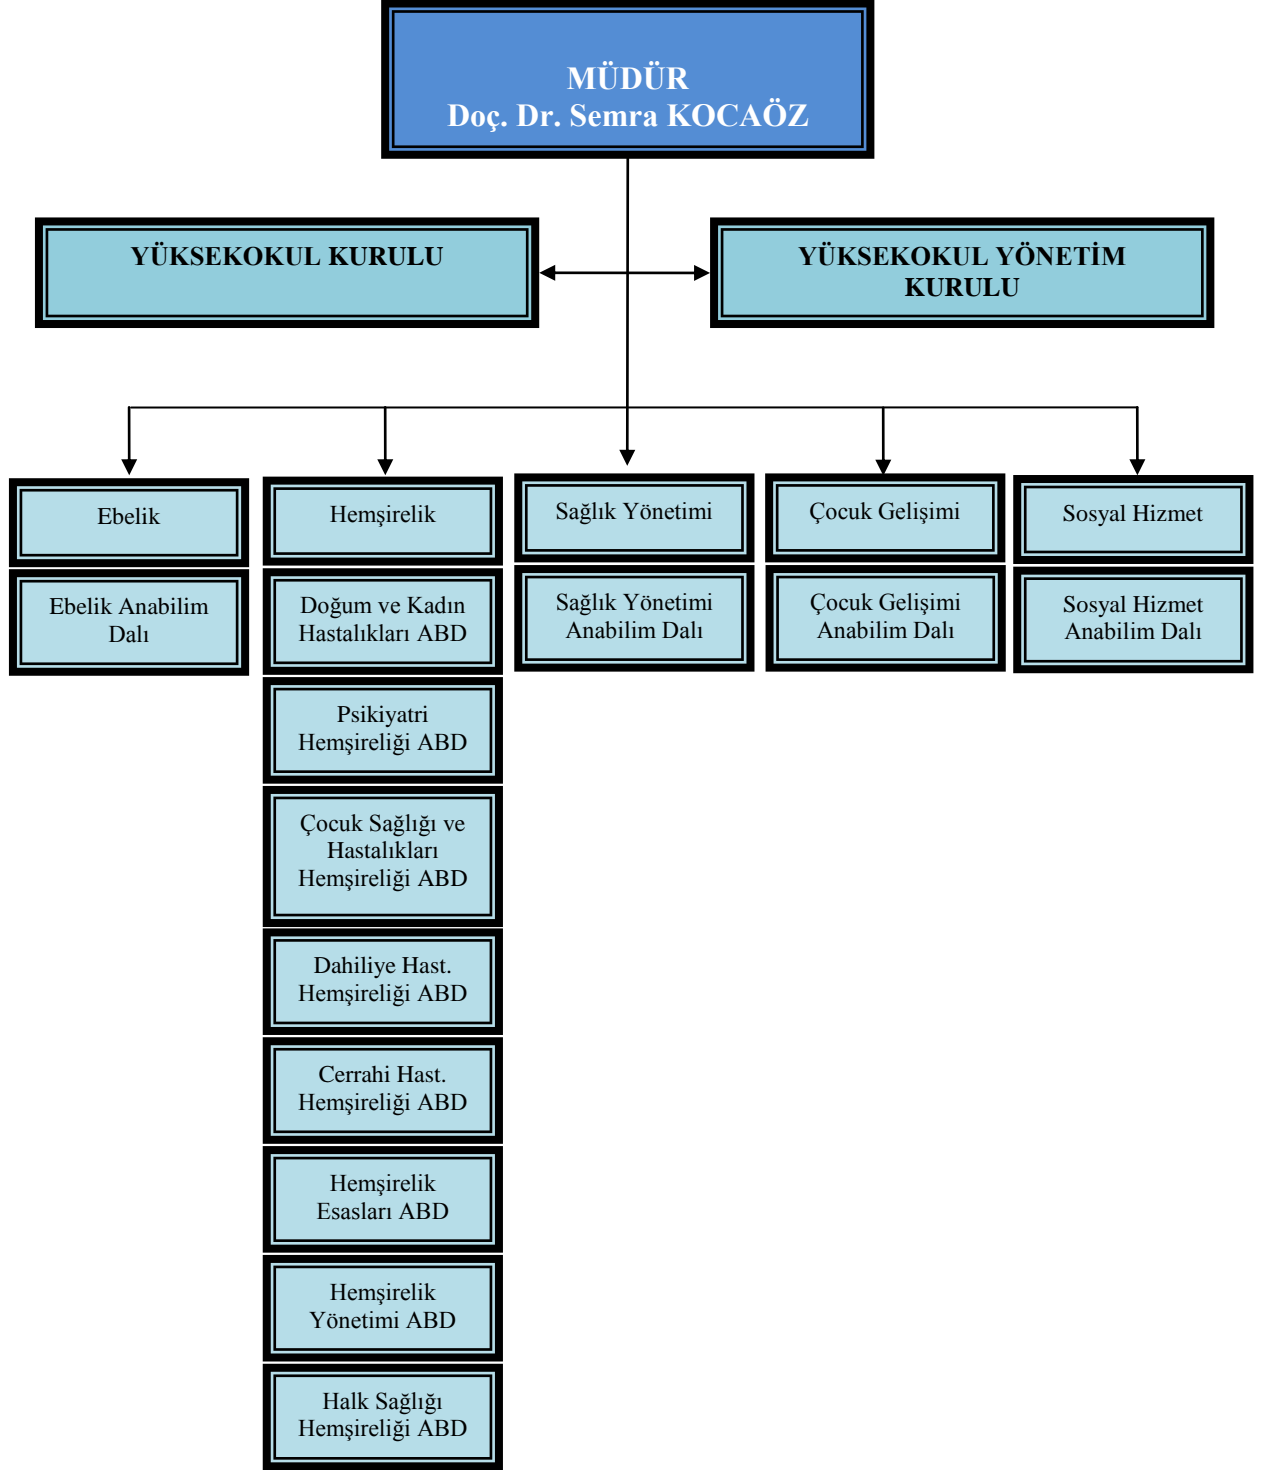 MÜDÜR
Doç. Dr. Semra KOCAÖZ
YÜKSEKOKUL KURULU
YÜKSEKOKUL YÖNETİM
KURULU
Ebelik
Hemşirelik
Sağlık Yönetimi
Çocuk Gelişimi
Sosyal Hizmet
Ebelik Anabilim
Dalı
Doğum ve Kadın
Hastalıkları ABD
Sağlık Yönetimi
Anabilim Dalı
Çocuk Gelişimi
Anabilim Dalı
Sosyal Hizmet
Anabilim Dalı
Psikiyatri
Hemşireliği ABD
Çocuk Sağlığı ve
Hastalıkları
Hemşireliği ABD
Dahiliye Hast.
Hemşireliği ABD
Cerrahi Hast.
Hemşireliği ABD
Hemşirelik
Esasları ABD
Hemşirelik
Yönetimi ABD
Halk Sağlığı
Hemşireliği ABD